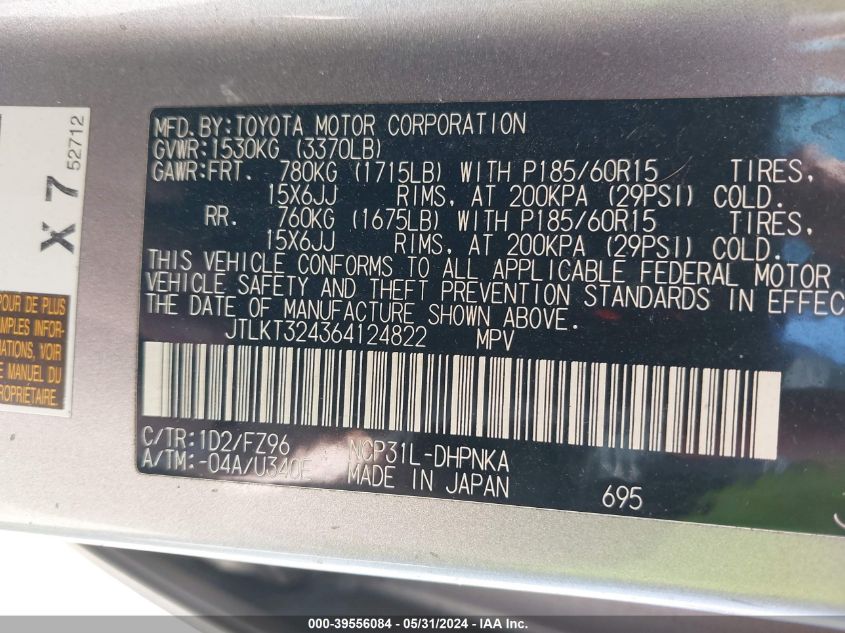 X 7
52712
POUR DE PLUS
AMPLES INFOR-
MATIONS, VOIR
LE MANUEL DU
PROPRIÉTAIRE.
MFD.BY:TOYOTA MOTOR CORPORATION
GVWR:1530KG (3370LB)
GAWR:FRT. 780KG (1715LB) WITH P185/60R15 TIRES,
15X6JJ RIMS, AT 200KPA (29PSI) COLD.
RR. 760KG (1675LB) WITH P185/60R15 TIRES,
15X6JJ RIMS, AT 200KPA (29PSI) COLD.
THIS VEHICLE CONFORMS TO ALL APPLICABLE FEDERAL MOTOR
VEHICLE SAFETY AND THEFT PREVENTION STANDARDS IN EFFEC
THE DATE OF MANUFACTURE SHOWN ABOVE.
JTLKT324364124822 MPV
C/TR:1D2/FZ96 NCP31L-DHPNKA
A/TM:-04A/U340F MADE IN JAPAN 695
000-39556084 / 05/31/2024 - IAA Inc.